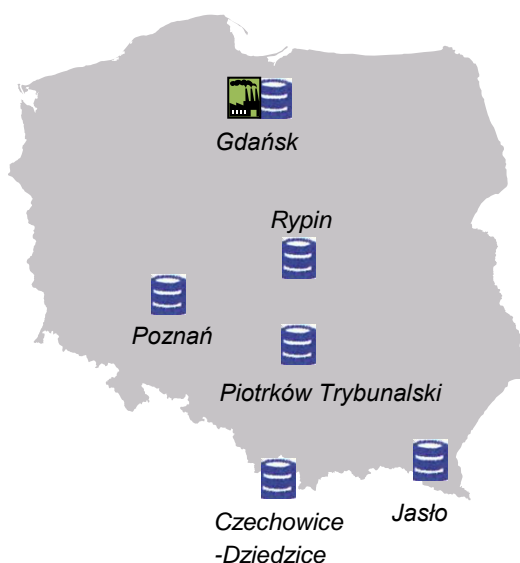 Gdańsk
Rypin
Poznań
Piotrków Trybunalski
Jasło
Czechowice
-Dziedzice